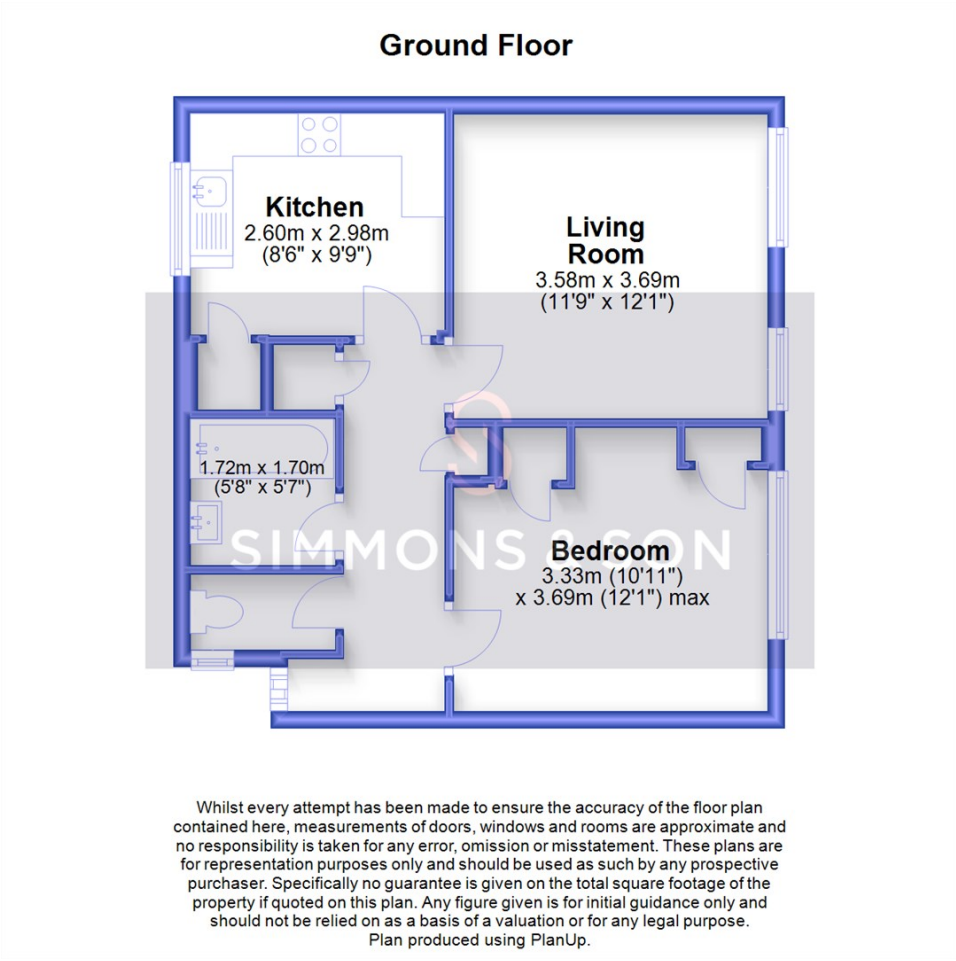 Ground Floor
Kitchen
2.60m x 2.98m
(8'6" x 9'9")
Living
Room
3.58m x 3.69m
(11'9" x 12'1")
1.72m x 1.70m
(5'8" x 5'7")
SIMMONS & SON
Bedroom
3.33m (10'11")
x 3.69m (12'1") max
Whilst every attempt has been made to ensure the accuracy of the floor plan
contained here, measurements of doors, windows and rooms are approximate and
no responsibility is taken for any error, omission or misstatement. These plans are
for representation purposes only and should be used as such by any prospective
purchaser. Specifically no guarantee is given on the total square footage of the
property if quoted on this plan. Any figure given is for initial guidance only and
should not be relied on as a basis of a valuation or for any legal purpose.
Plan produced using PlanUp.